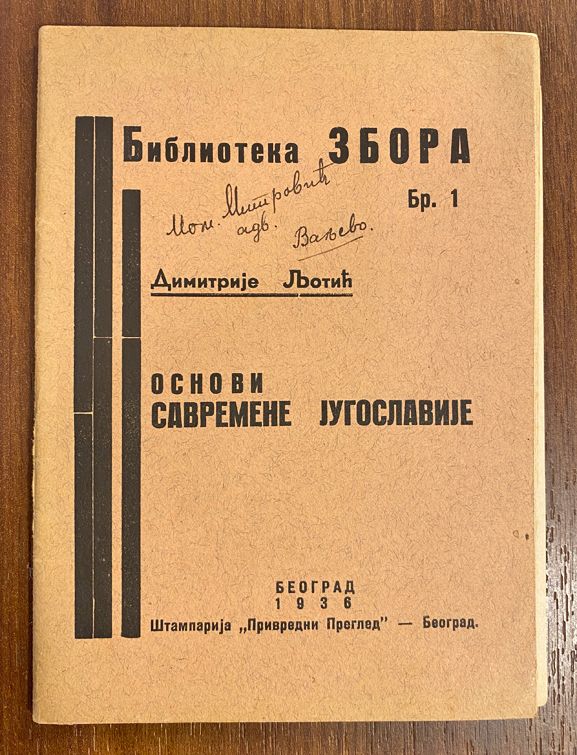 Библиотека ЗБОРА
Мом. Митровић
адв.
Ваљево.
Бр. 1
Димитрије Љотић
ОСНОВИ
САВРЕМЕНЕ ЈУГОСЛАВИЈЕ
БЕОГРАД
1936
Штампарија „Привредни Преглед” — Београд.